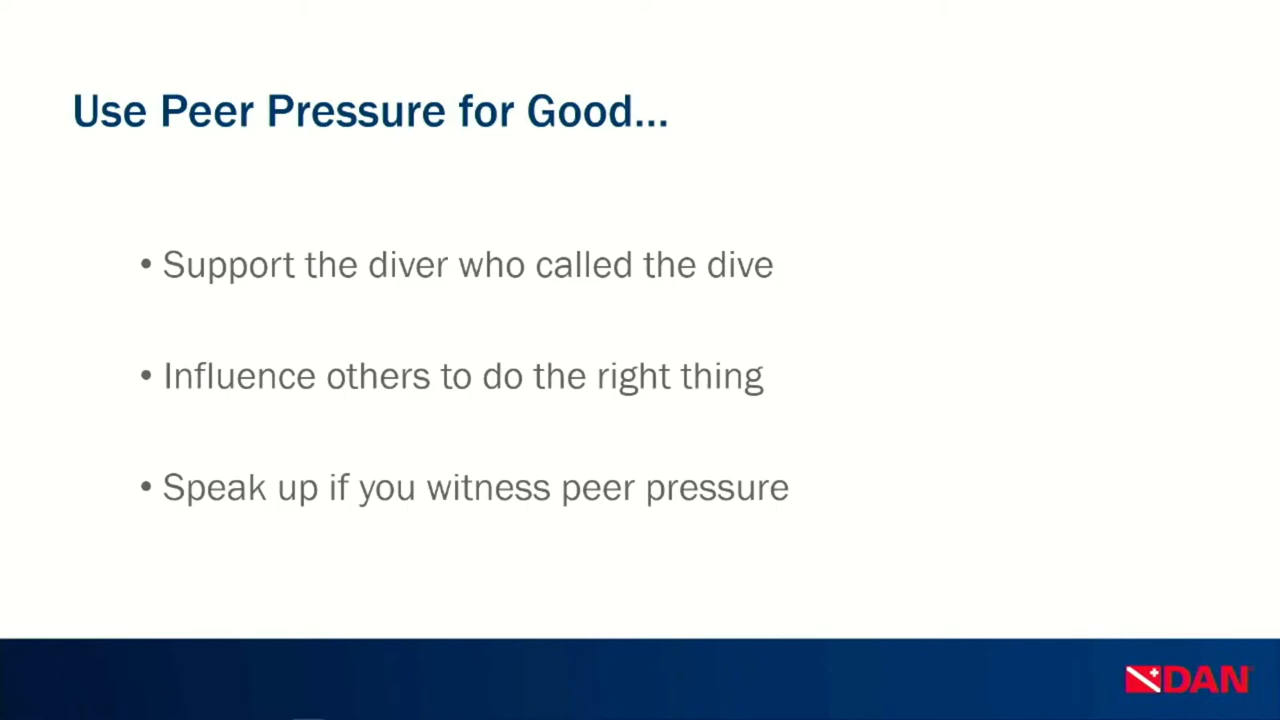 Use Peer Pressure for Good...
• Support the diver who called the dive
• Influence others to do the right thing
• Speak up if you witness peer pressure
DAN